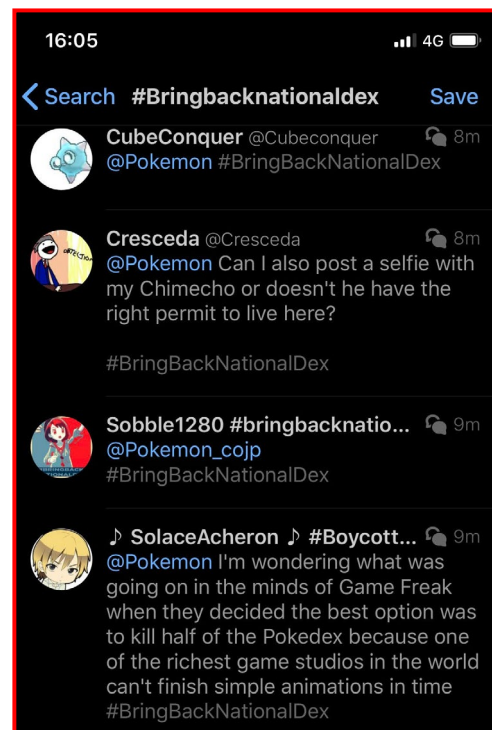 16:05 4G
Search #Bringbacknationaldex Save
CubeConquer @Cubeconquer 8m
@Pokemon #BringBackNationalDex
Cresceda @Cresceda 8m
@Pokemon Can I also post a selfie with
my Chimecho or doesn't he have the
right permit to live here?
#BringBackNationalDex
Sobble1280 #bringbacknatio... 9m
@Pokemon_cojp
#BringBackNationalDex
♪ SolaceAcheron ♪ #Boycott... 9m
@Pokemon I'm wondering what was
going on in the minds of Game Freak
when they decided the best option was
to kill half of the Pokedex because one
of the richest game studios in the world
can't finish simple animations in time
#BringBackNationalDex